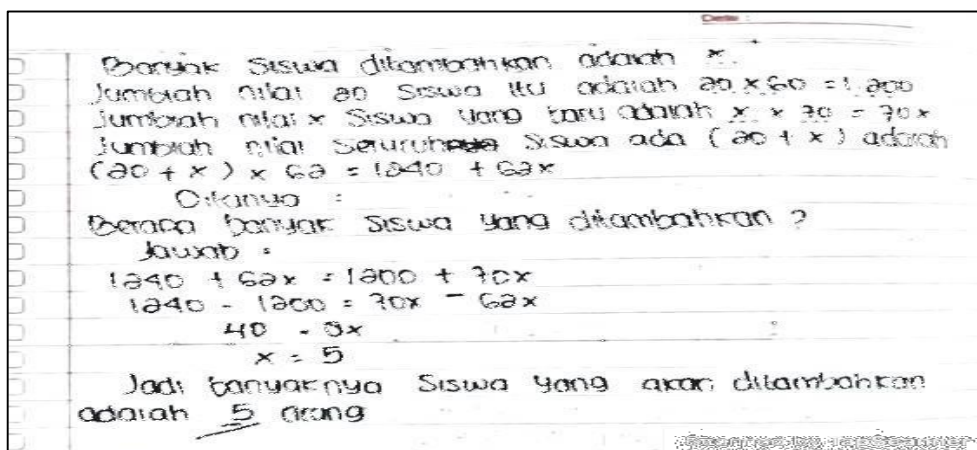 Date :
Banyak siswa ditambahkan adalah x.
Jumlah nilai 20 siswa itu adalah 20 x 60 = 1.200
Jumlah nilai x siswa yang baru adalah x x 70 = 70x
Jumlah nilai seluruh siswa ada (20 + x) adalah
(20 + x) x 62 = 1240 + 62x
Ditanya :
Berapa banyak siswa yang ditambahkan ?
Jawab :
1240 + 62x = 1200 + 70x
1240 - 1200 = 70x - 62x
40 = 8x
x = 5
Jadi banyaknya siswa yang akan ditambahkan
adalah 5 orang